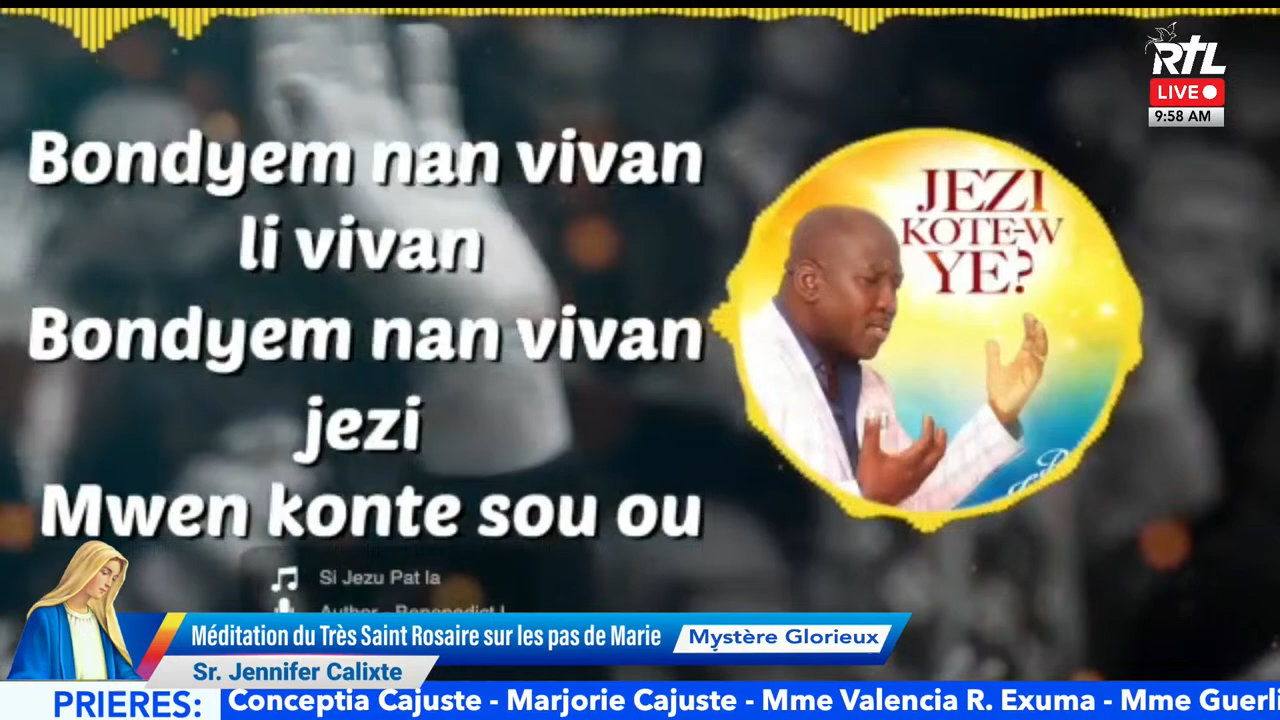 RTL
LIVE
9:58 AM
Bondyem nan vivan
li vivan
Bondyem nan vivan
jezi
Mwen konte sou ou
JEZI
KOTE-W
YE?
Si Jezu Pat la
Author - Benenedict L
Méditation du Très Saint Rosaire sur les pas de Marie
Mystère Glorieux
Sr. Jennifer Calixte
PRIERES:
Conceptia Cajuste - Marjorie Cajuste - Mme Valencia R. Exuma - Mme Guerli